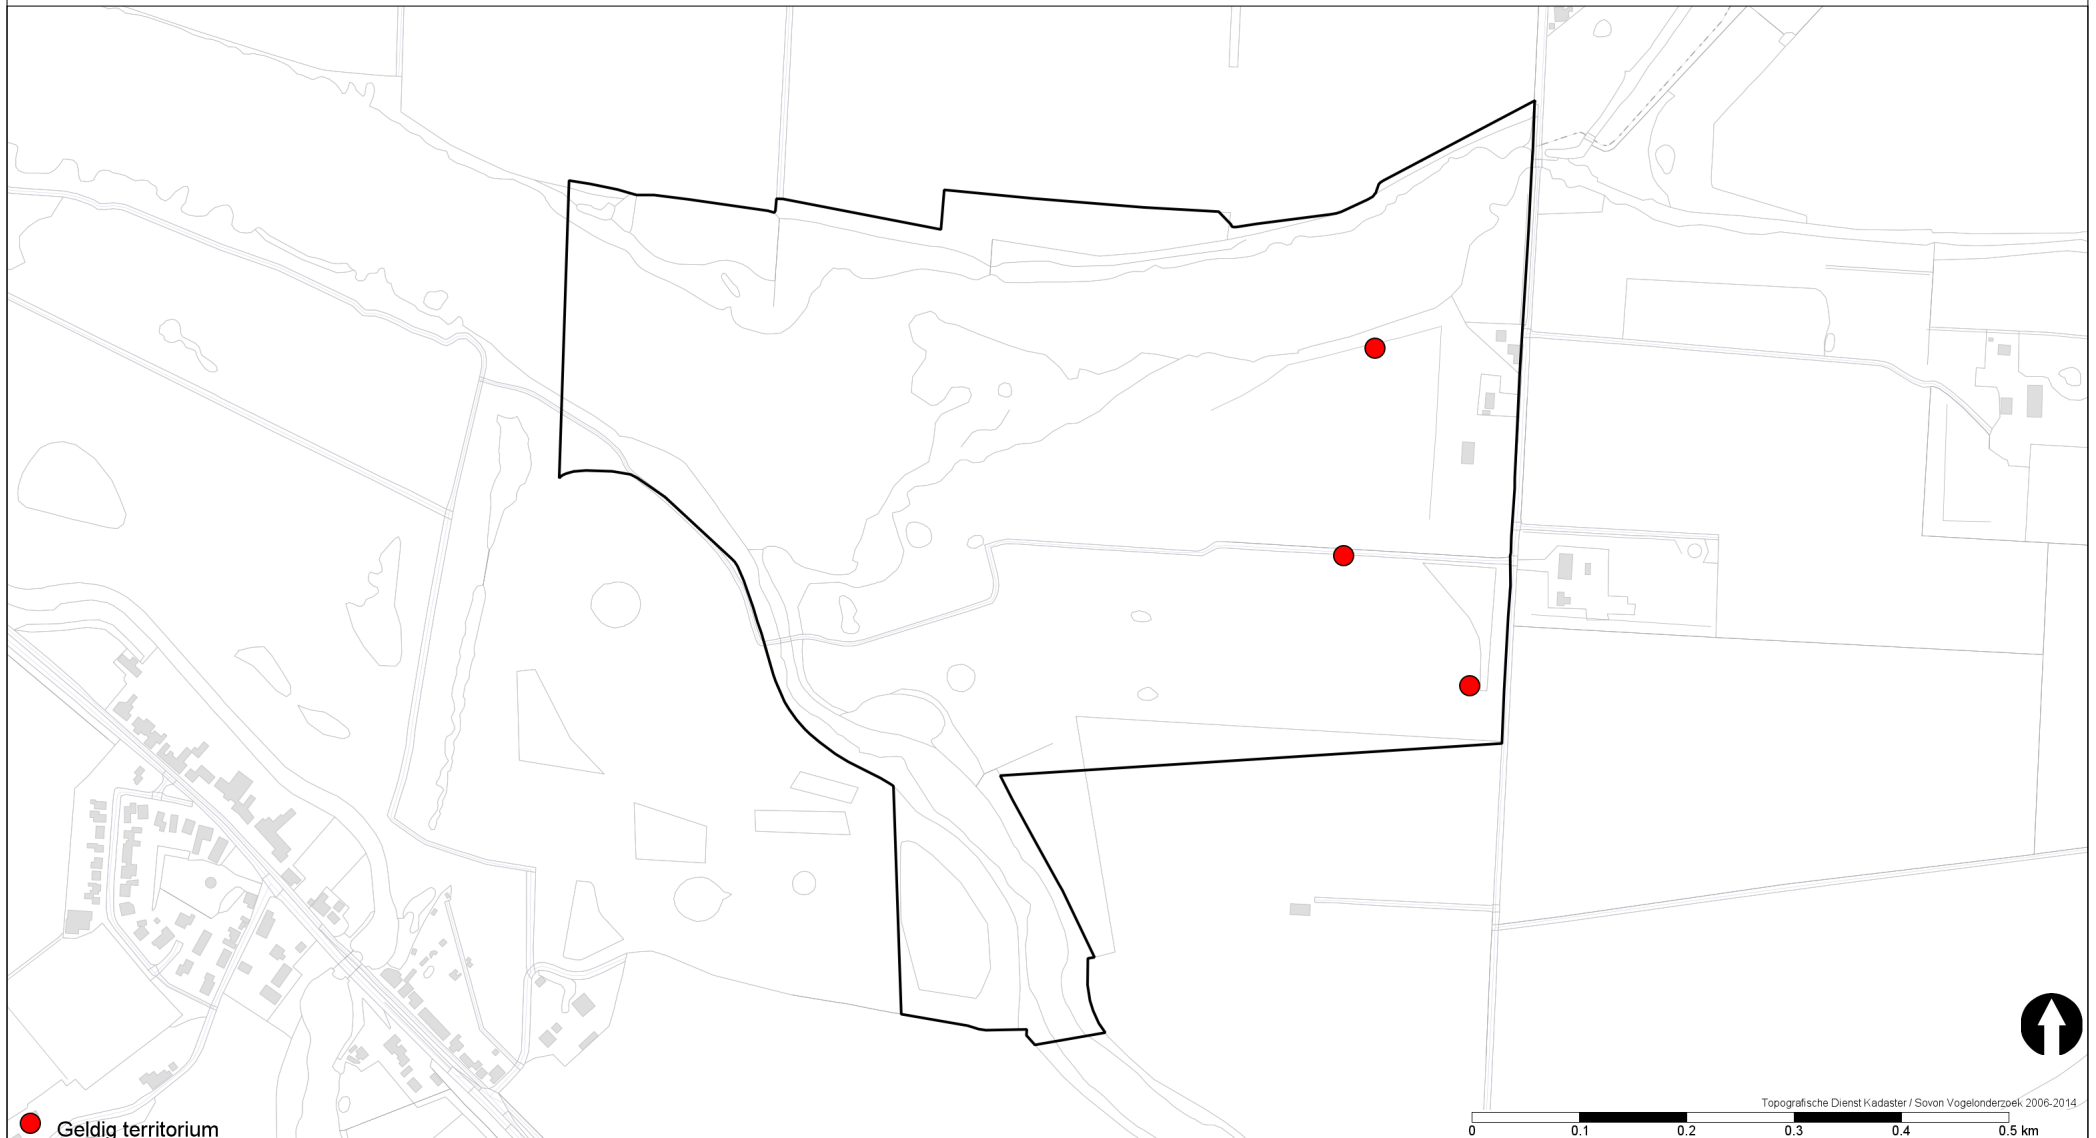 Topografische Dienst Kadaster / Sovon Vogelonderzoek 2006-2014
Geldig territorium
0 0.1 0.2 0.3 0.4 0.5 km